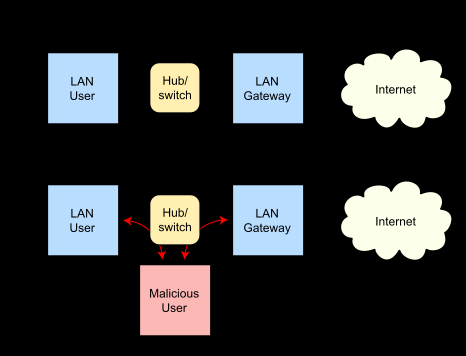 LAN
User
Hub/
switch
LAN
Gateway
Internet
LAN
User
Hub/
switch
LAN
Gateway
Internet
Malicious
User